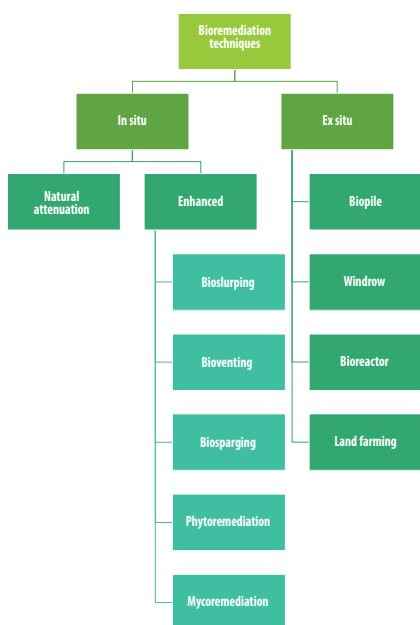 Bioremediation
techniques
In situ
Ex situ
Natural
attenuation
Enhanced
Biopile
Bioslurping
Windrow
Bioventing
Bioreactor
Biosparging
Land farming
Phytoremediation
Mycoremediation